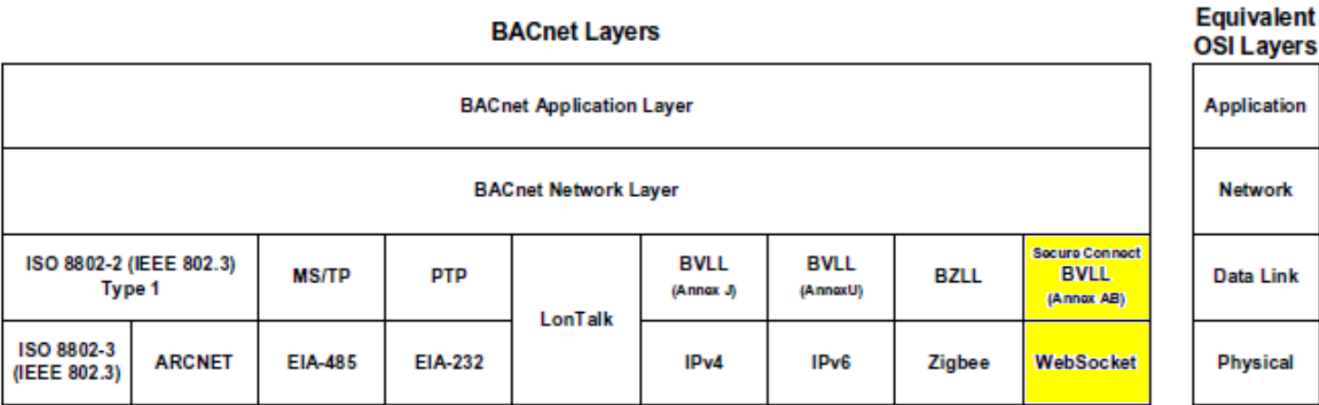 BACnet Layers
Equivalent
OSI Layers
BACnet Application Layer
Application
BACnet Network Layer
Network
ISO 8802-2 (IEEE 802.3)
Type 1
MS/TP
PTP
LonTalk
BVLL
(Annex J)
BVLL
(AnnexU)
BZLL
Secure Connect
BVLL
(Annex AB)
Data Link
ISO 8802-3
(IEEE 802.3)
ARCNET
EIA-485
EIA-232
IPv4
IPv6
Zigbee
WebSocket
Physical